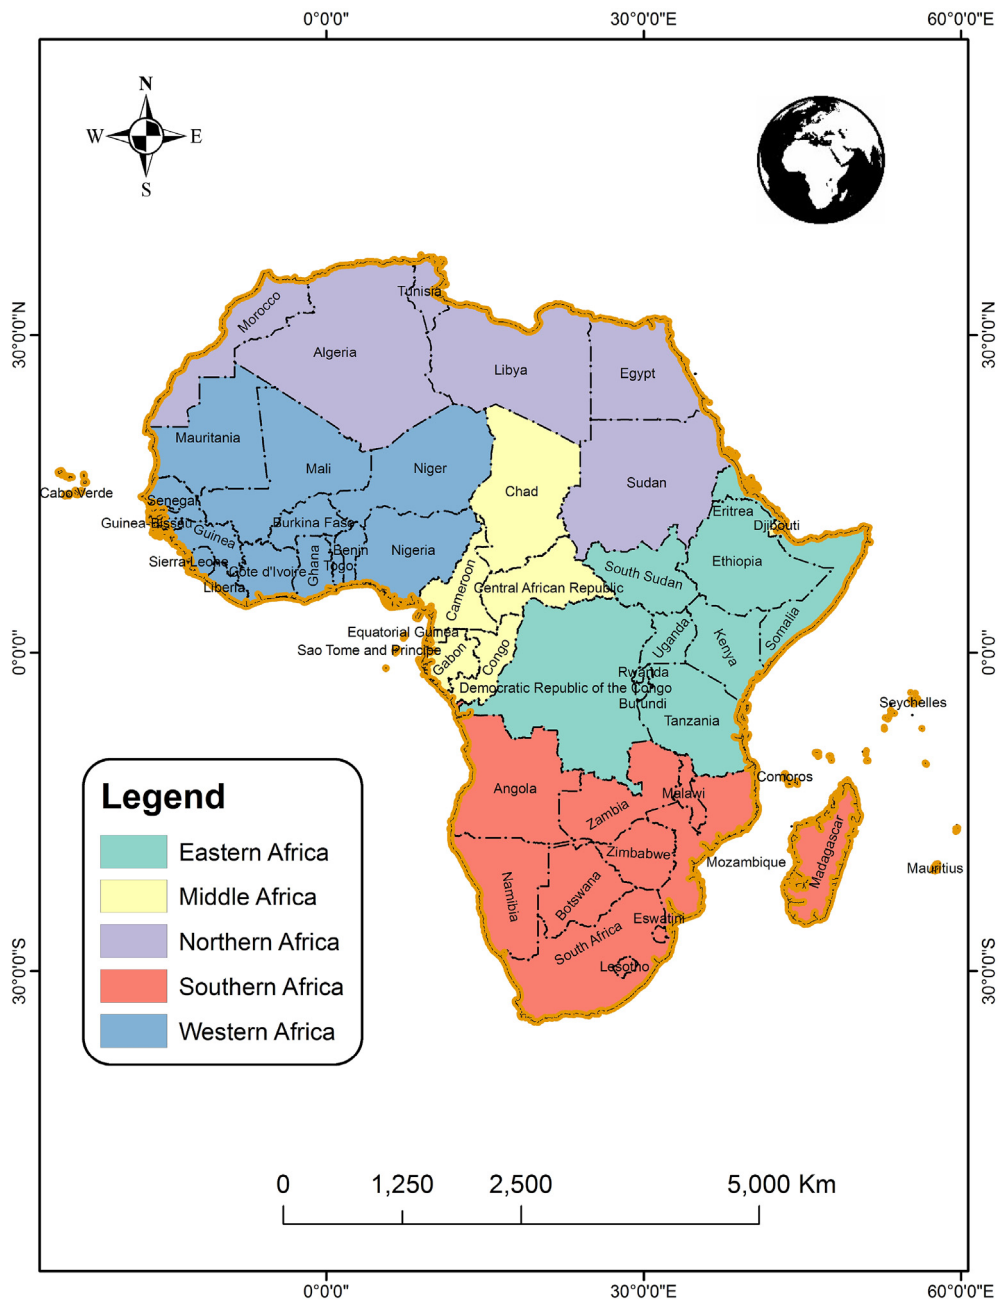 0°0'0"
30°0'0"E
60°0'0"E
N
W
E
S
30°0'0"N
30°0'0"N
Tunisia
Morocco
Algeria
Libya
Egypt
Mauritania
Mali
Niger
Chad
Sudan
Cabo Verde
Senegal
Eritrea
Guinea-Bissau
Guinea
Burkina Faso
Djibouti
Sierra-Leone
Côte d'Ivoire
Ghana
Togo
Benin
Nigeria
Ethiopia
Liberia
Cameroon
Central African Republic
South Sudan
Somalia
Equatorial Guinea
Sao Tome and Principe
Gabon
Congo
Uganda
Kenya
0°0'0"
0°0'0"
Rwanda
Democratic Republic of the Congo
Burundi
Tanzania
Seychelles
Comoros
Angola
Zambia
Malawi
Zimbabwe
Mozambique
Madagascar
Mauritius
Namibia
Botswana
Eswatini
South Africa
Lesotho
30°0'0"S
30°0'0"S
Legend
Eastern Africa
Middle Africa
Northern Africa
Southern Africa
Western Africa
0 1,250 2,500 5,000 Km
0°0'0"
30°0'0"E
60°0'0"E